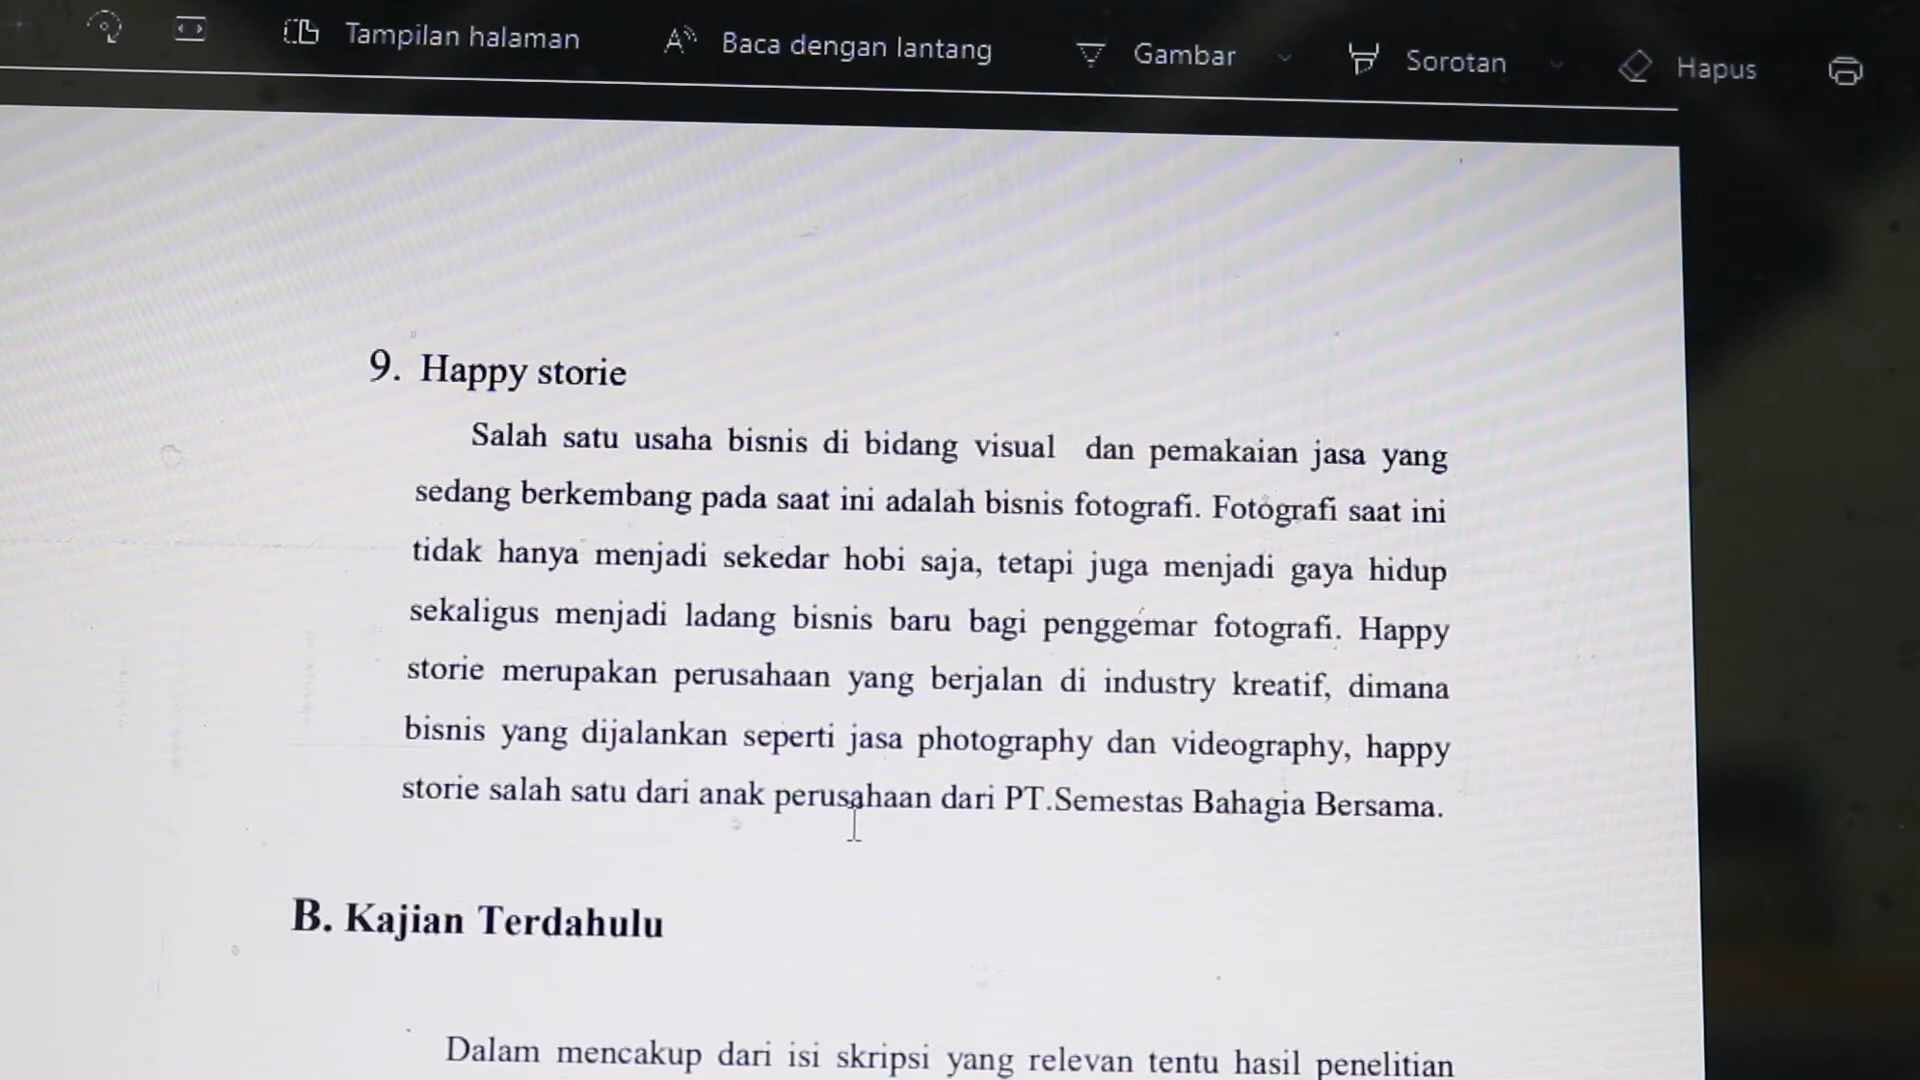 Tampilan halaman
Baca dengan lantang
Gambar
Sorotan
Hapus
9. Happy storie
Salah satu usaha bisnis di bidang visual dan pemakaian jasa yang
sedang berkembang pada saat ini adalah bisnis fotografi. Fotografi saat ini
tidak hanya menjadi sekedar hobi saja, tetapi juga menjadi gaya hidup
sekaligus menjadi ladang bisnis baru bagi penggemar fotografi. Happy
storie merupakan perusahaan yang berjalan di industry kreatif, dimana
bisnis yang dijalankan seperti jasa photography dan videography, happy
storie salah satu dari anak perusahaan dari PT.Semestas Bahagia Bersama.
B. Kajian Terdahulu
Dalam mencakup dari isi skripsi yang relevan tentu hasil penelitian